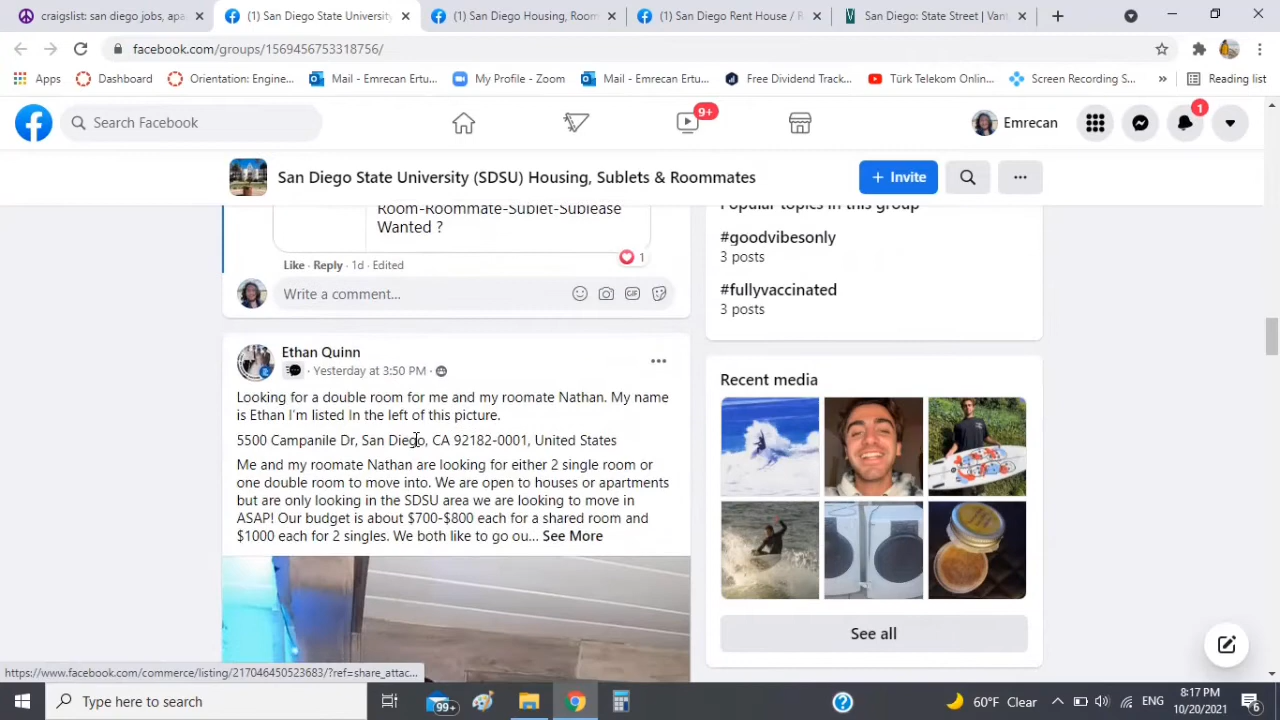 craigslist: san diego jobs, apa
(1) San Diego State University
(1) San Diego Housing, Room
(1) San Diego Rent House / R
San Diego: State Street | Vant
facebook.com/groups/1569456753318756/
Apps
Dashboard
Orientation: Engine...
Mail - Emrecan Ertu...
My Profile - Zoom
Mail - Emrecan Ertu...
Free Dividend Track...
Türk Telekom Onlin...
Screen Recording S...
Reading list
Search Facebook
9+
Emrecan
1
San Diego State University (SDSU) Housing, Sublets & Roommates
+ Invite
Room-Roommate-Sublet-Sublease
Wanted ?
Like · Reply · 1d · Edited
1
Write a comment...
GIF
Popular topics in this group
#goodvibesonly
3 posts
#fullyvaccinated
3 posts
Ethan Quinn
· Yesterday at 3:50 PM ·
Looking for a double room for me and my roomate Nathan. My name
is Ethan I'm listed In the left of this picture.
5500 Campanile Dr, San Diego, CA 92182-0001, United States
Me and my roomate Nathan are looking for either 2 single room or
one double room to move into. We are open to houses or apartments
but are only looking in the SDSU area we are looking to move in
ASAP! Our budget is about $700-$800 each for a shared room and
$1000 each for 2 singles. We both like to go ou... See More
Recent media
See all
https://www.facebook.com/commerce/listing/217046450523683/?ref=share_attac...
Type here to search
99+
60°F Clear
ENG
8:17 PM
10/20/2021
6